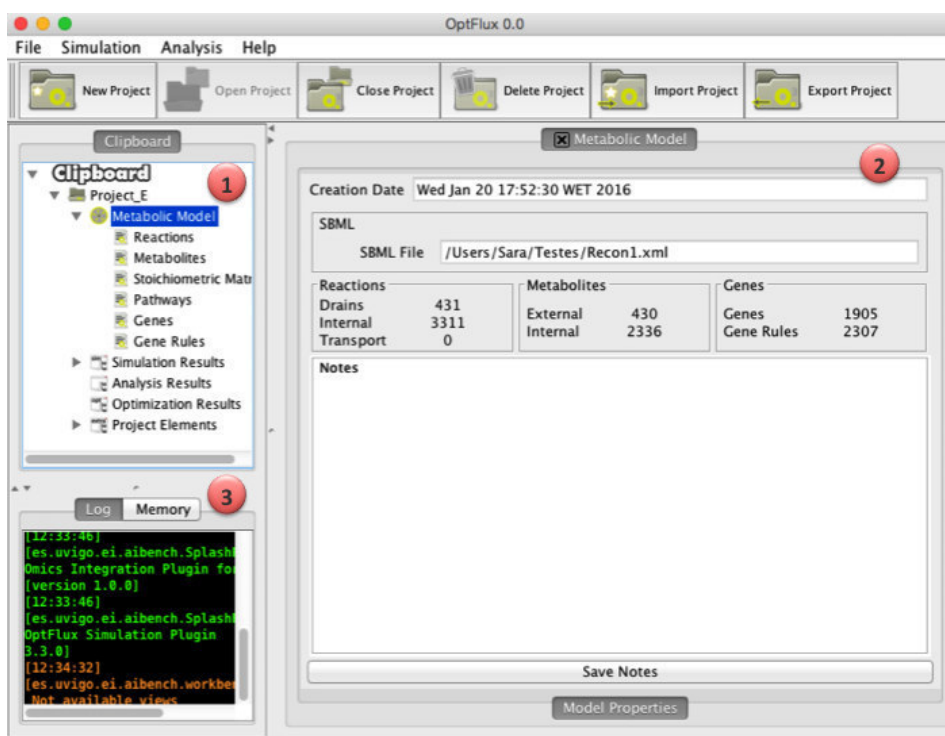 OptFlux 0.0
File Simulation Analysis Help
New Project Open Project Close Project Delete Project Import Project Export Project
Clipboard
Clipboard
1
Project_E
Metabolic Model
Reactions
Metabolites
Stoichiometric Matr
Pathways
Genes
Gene Rules
Simulation Results
Analysis Results
Optimization Results
Project Elements
3
Log Memory
[12:33:46]
[es.uvigo.ei.aibench.Splash
Omics Integration Plugin for
[version 1.0.0]
[12:33:46]
[es.uvigo.ei.aibench.Splash
OptFlux Simulation Plugin
3.3.0]
[12:34:32]
[es.uvigo.ei.aibench.workber
Not available views
Metabolic Model
2
Creation Date Wed Jan 20 17:52:30 WET 2016
SBML
SBML File /Users/Sara/Testes/Recon1.xml
Reactions
Drains 431
Internal 3311
Transport 0
Metabolites
External 430
Internal 2336
Genes
Genes 1905
Gene Rules 2307
Notes
Save Notes
Model Properties